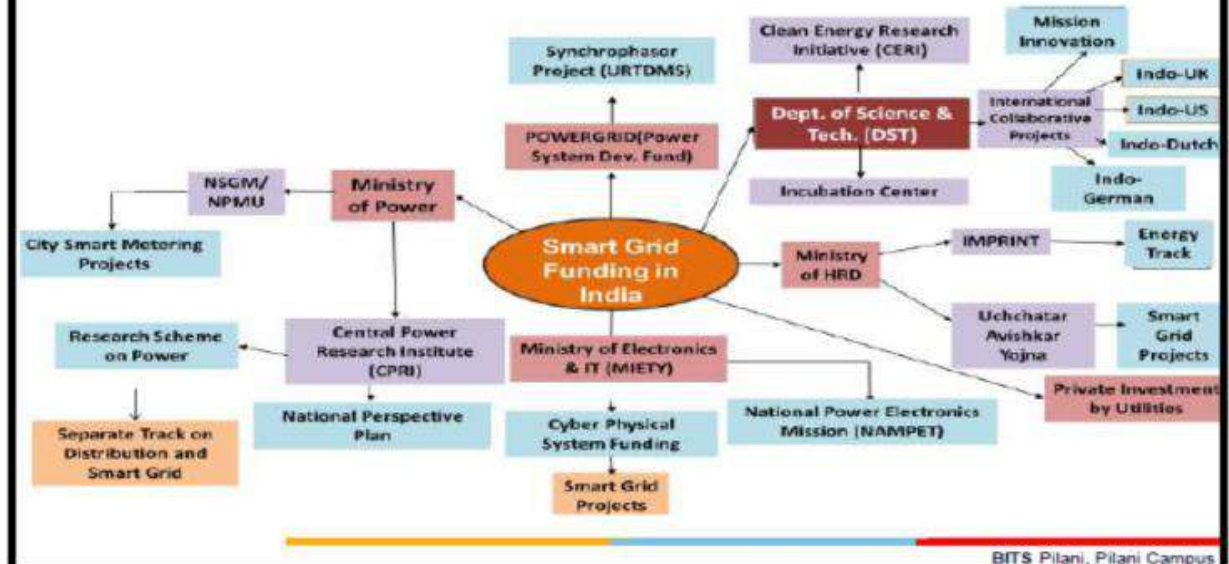 Mission
Innovation
Clean Energy Research
Initiative (CERI)
Synchrophasor
Project (URTDMS)
Indo-UK
International
Collaborative
Projects
Indo-US
Dept. of Science &
Tech. (DST)
POWERGRID(Power
System Dev. Fund)
Indo-Dutch
NSGM/
NPMU
Ministry
of Power
Incubation Center
Indo-
German
City Smart Metering
Projects
Smart Grid
Funding in
India
Ministry
of HRD
IMPRINT
Energy
Track
Research Scheme
on Power
Central Power
Research Institute
(CPRI)
Ministry of Electronics
& IT (MIETY)
Uchchatar
Avishkar
Yojna
Smart
Grid
Projects
Private Investment
by Utilities
National Perspective
Plan
Cyber Physical
System Funding
National Power Electronics
Mission (NAMPET)
Separate Track on
Distribution and
Smart Grid
Smart Grid
Projects
BITS Pilani, Pilani Campus